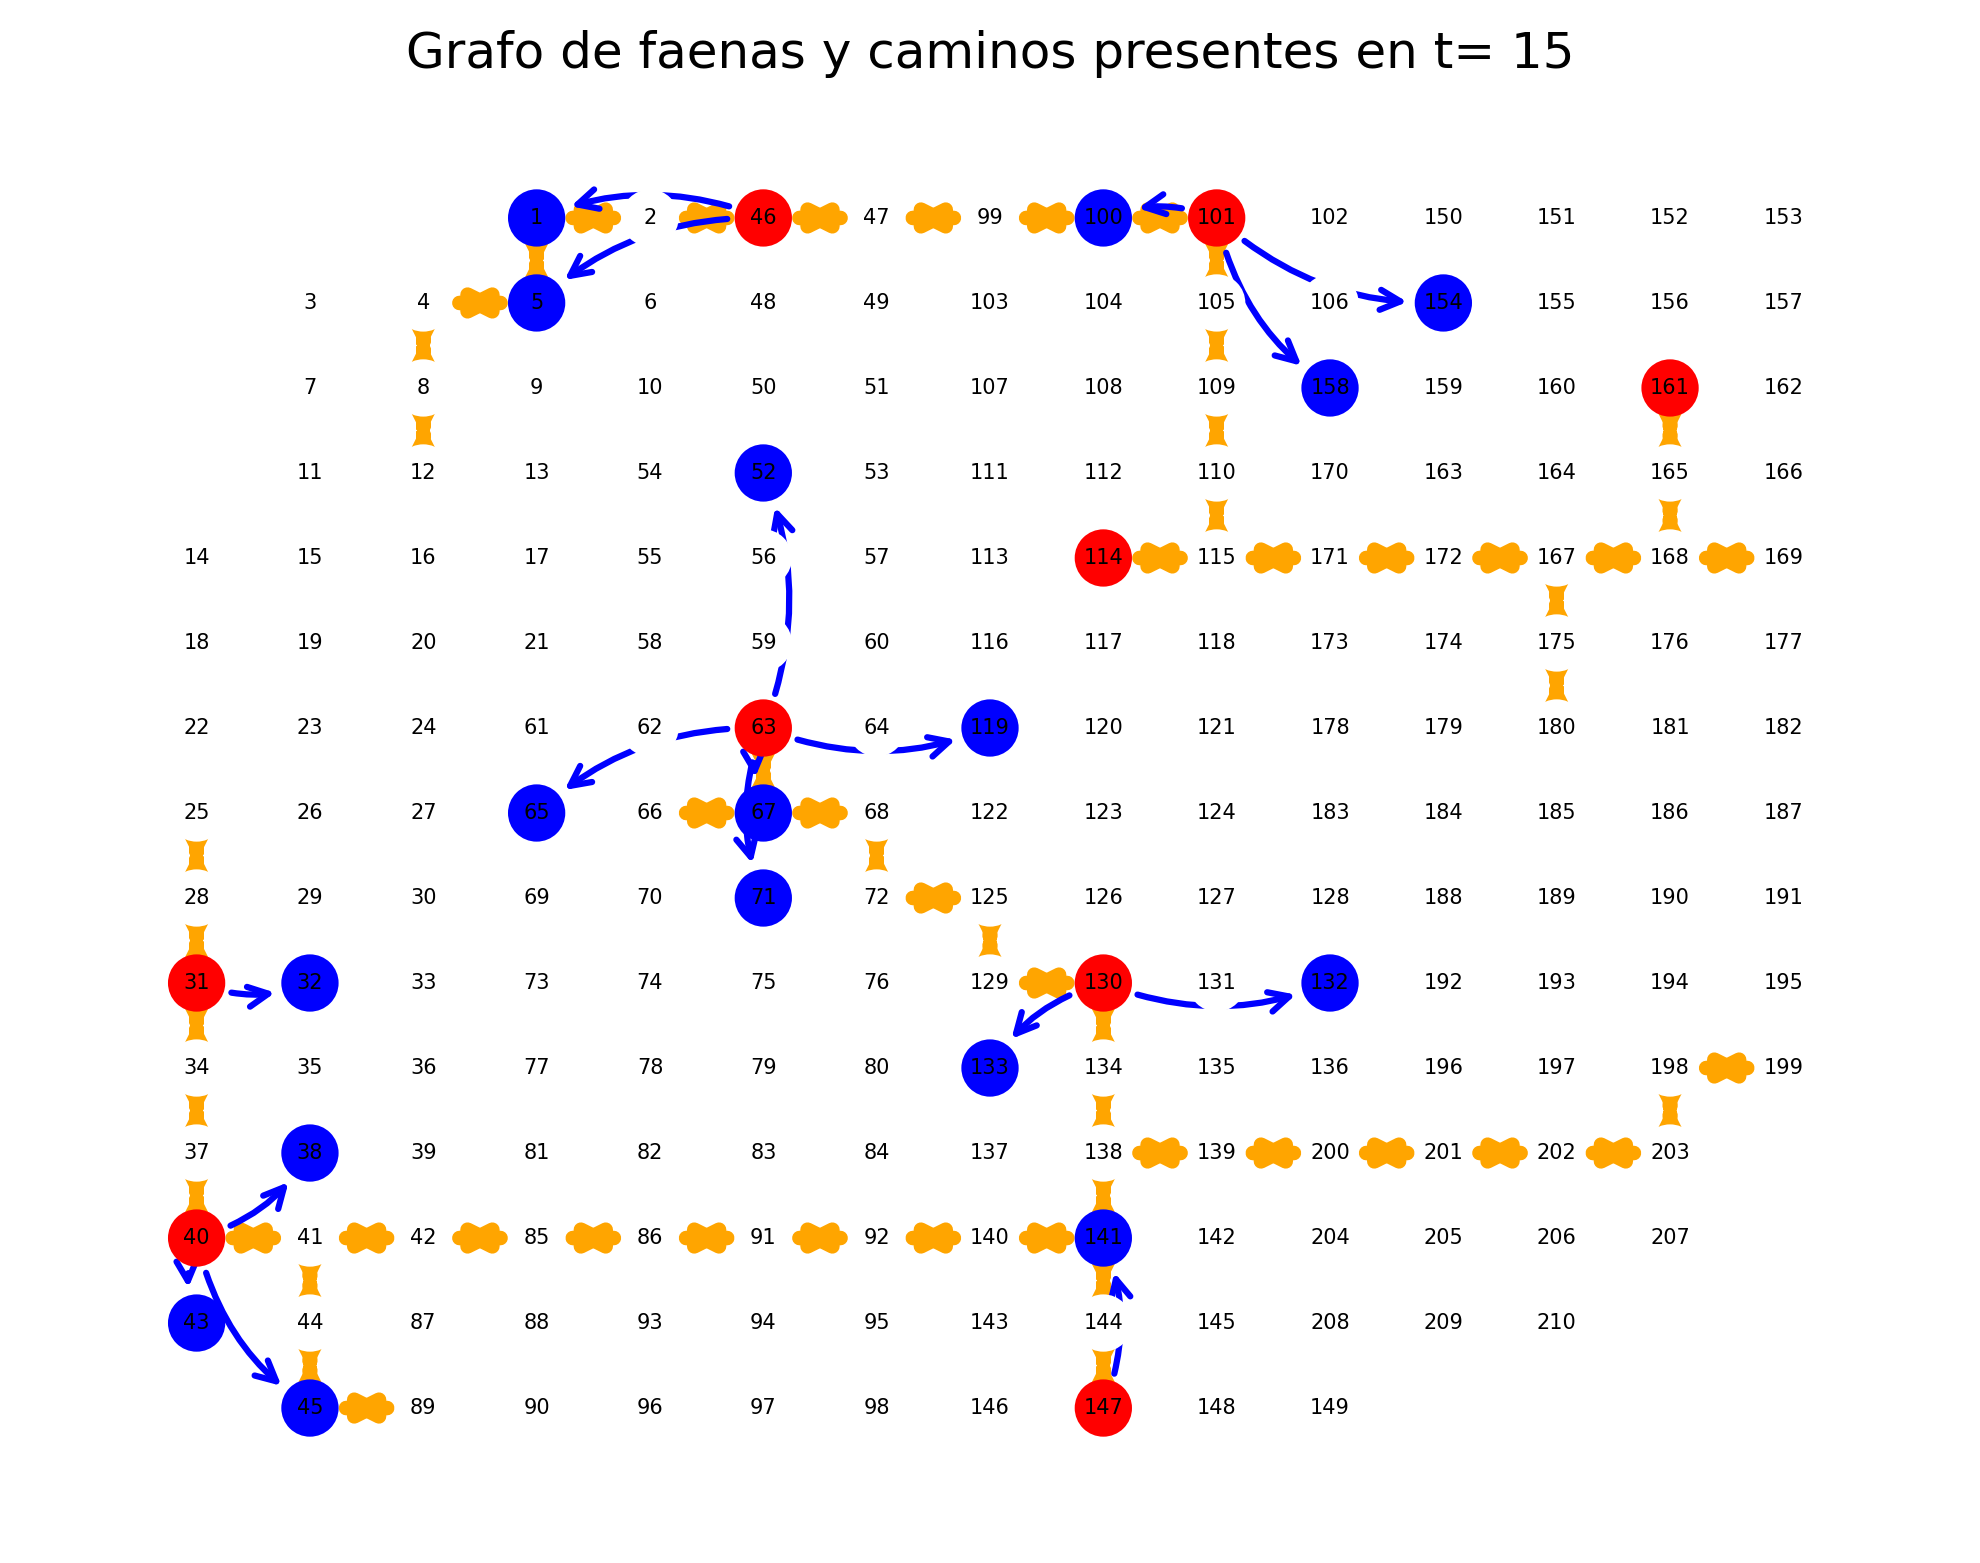 Grafo de faenas y caminos presentes en t= 15
1 2 46 47 99 100 101 102 150 151 152 153
3 4 5 6 48 49 103 104 105 106 154 155 156 157
7 8 9 10 50 51 107 108 109 158 159 160 161 162
11 12 13 54 52 53 111 112 110 170 163 164 165 166
14 15 16 17 55 56 57 113 114 115 171 172 167 168 169
18 19 20 21 58 59 60 116 117 118 173 174 175 176 177
22 23 24 61 62 63 64 119 120 121 178 179 180 181 182
25 26 27 65 66 67 68 122 123 124 183 184 185 186 187
28 29 30 69 70 71 72 125 126 127 128 188 189 190 191
31 32 33 73 74 75 76 129 130 131 132 192 193 194 195
34 35 36 77 78 79 80 133 134 135 136 196 197 198 199
37 38 39 81 82 83 84 137 138 139 200 201 202 203
40 41 42 85 86 91 92 140 141 142 204 205 206 207
43 44 87 88 93 94 95 143 144 145 208 209 210
45 89 90 96 97 98 146 147 148 149